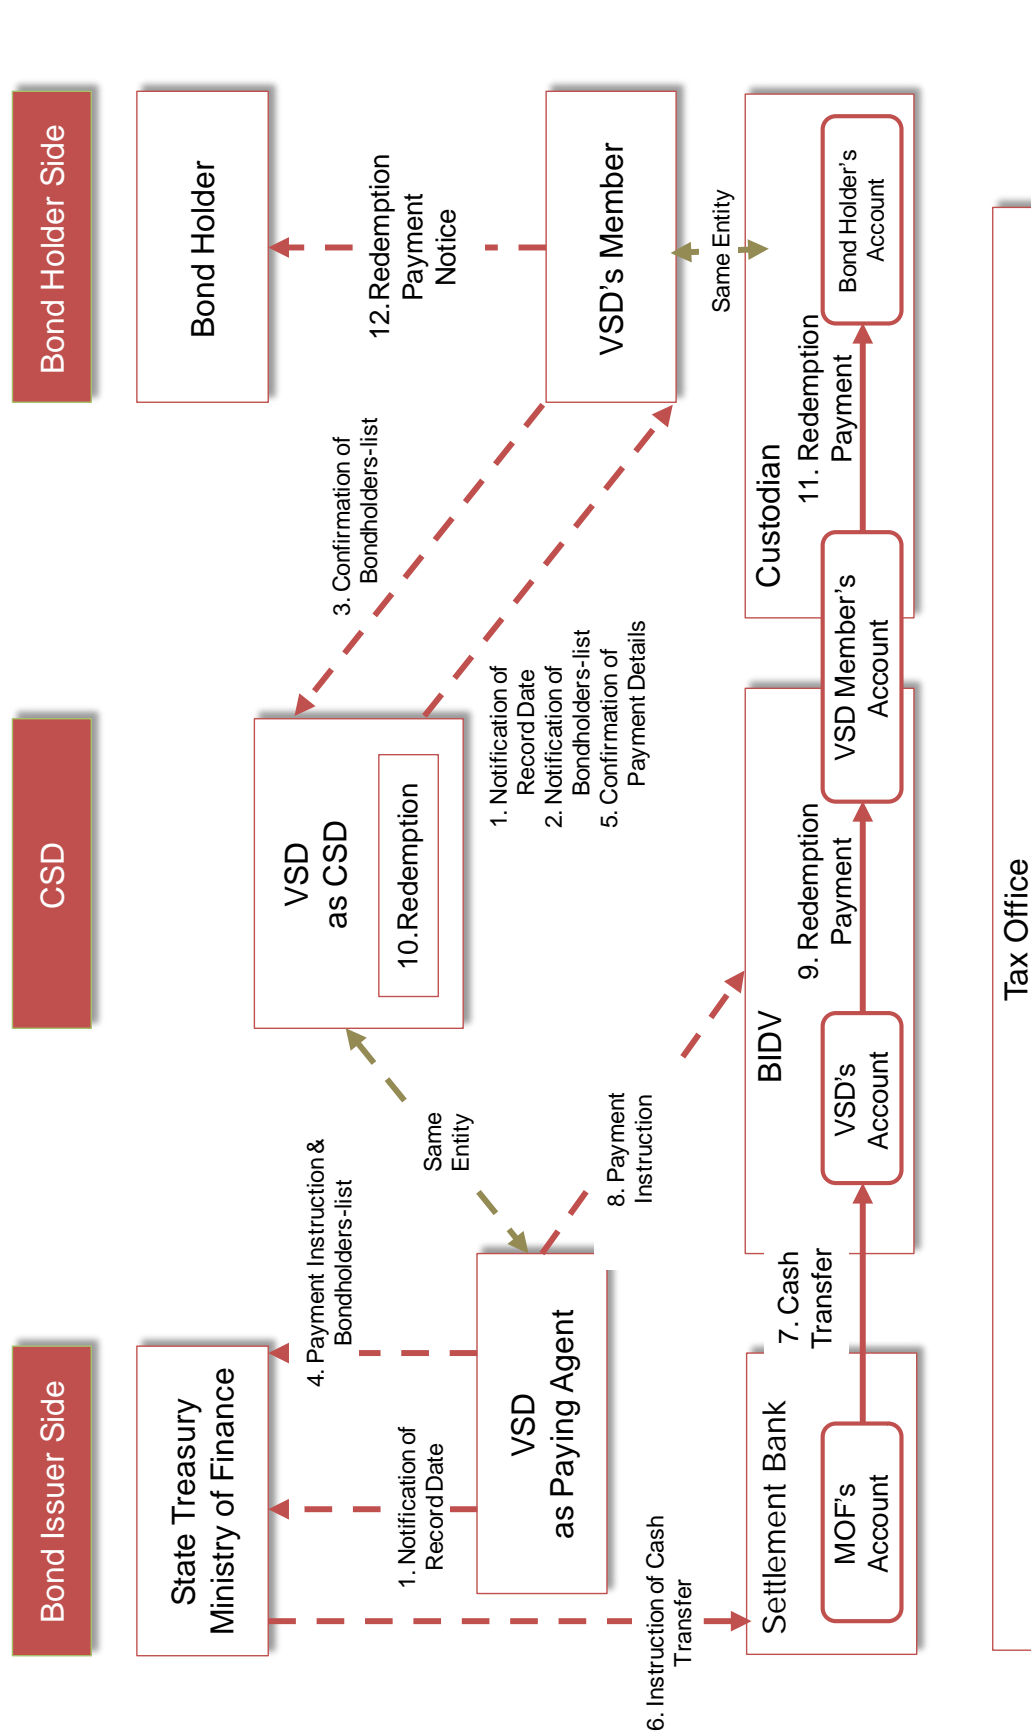 Bond Issuer Side
CSD
Bond Holder Side
State Treasury
Ministry of Finance
Bond Holder
4. Payment Instruction &
Bondholders-list
3. Confirmation of
Bondholders-list
12. Redemption
Payment
Notice
VSD
as CSD
10. Redemption
1. Notification of
Record Date
Same
Entity
1. Notification of
Record Date
2. Notification of
Bondholders-list
5. Confirmation of
Payment Details
VSD
as Paying Agent
VSD's Member
8. Payment
Instruction
6. Instruction of Cash
Transfer
Same Entity
Settlement Bank
7. Cash
Transfer
BIDV
9. Redemption
Payment
Custodian
11. Redemption
Payment
MOF's
Account
VSD's
Account
VSD Member's
Account
Bond Holder's
Account
Tax Office